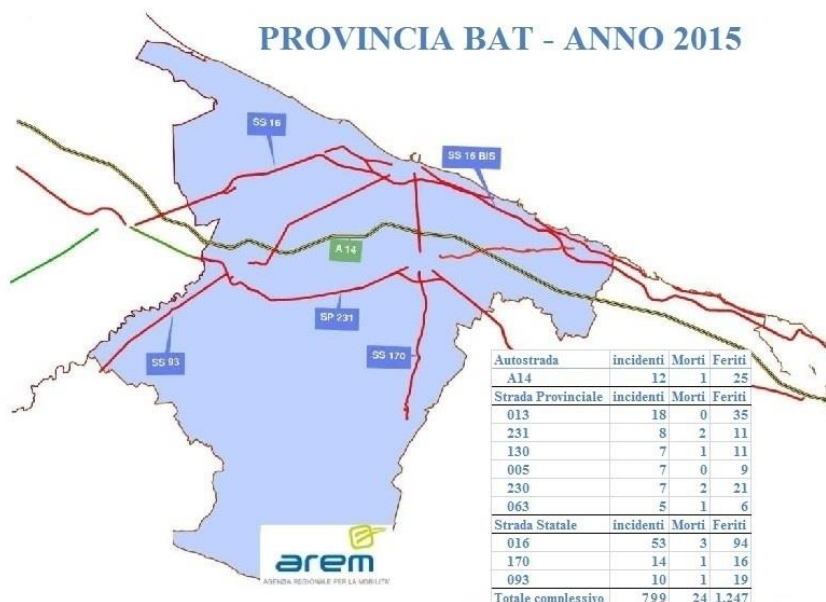 PROVINCIA BAT - ANNO 2015
SS 16
SS 16 BIS
A 14
SP 231
SS 93
SS 170
Autostrada incidenti Morti Feriti
A14 12 1 25
Strada Provinciale incidenti Morti Feriti
013 18 0 35
231 8 2 11
130 7 1 11
005 7 0 9
230 7 2 21
063 5 1 6
Strada Statale incidenti Morti Feriti
016 53 3 94
170 14 1 16
093 10 1 19
Totale complessivo 799 24 1.247
arem
AGENZIA REGIONALE PER LA MOBILITA'